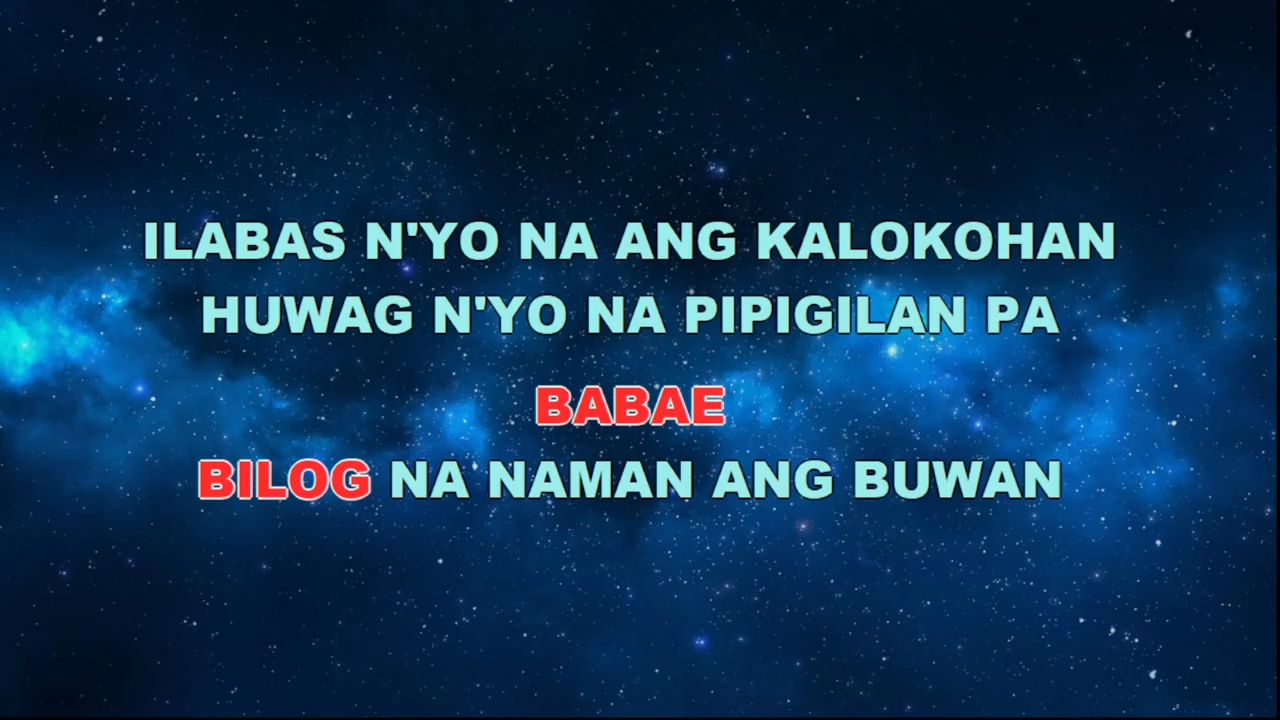 ILABAS N'YO NA ANG KALOKOHAN
HUWAG N'YO NA PIPIGILAN PA
BABAE
BILOG NA NAMAN ANG BUWAN